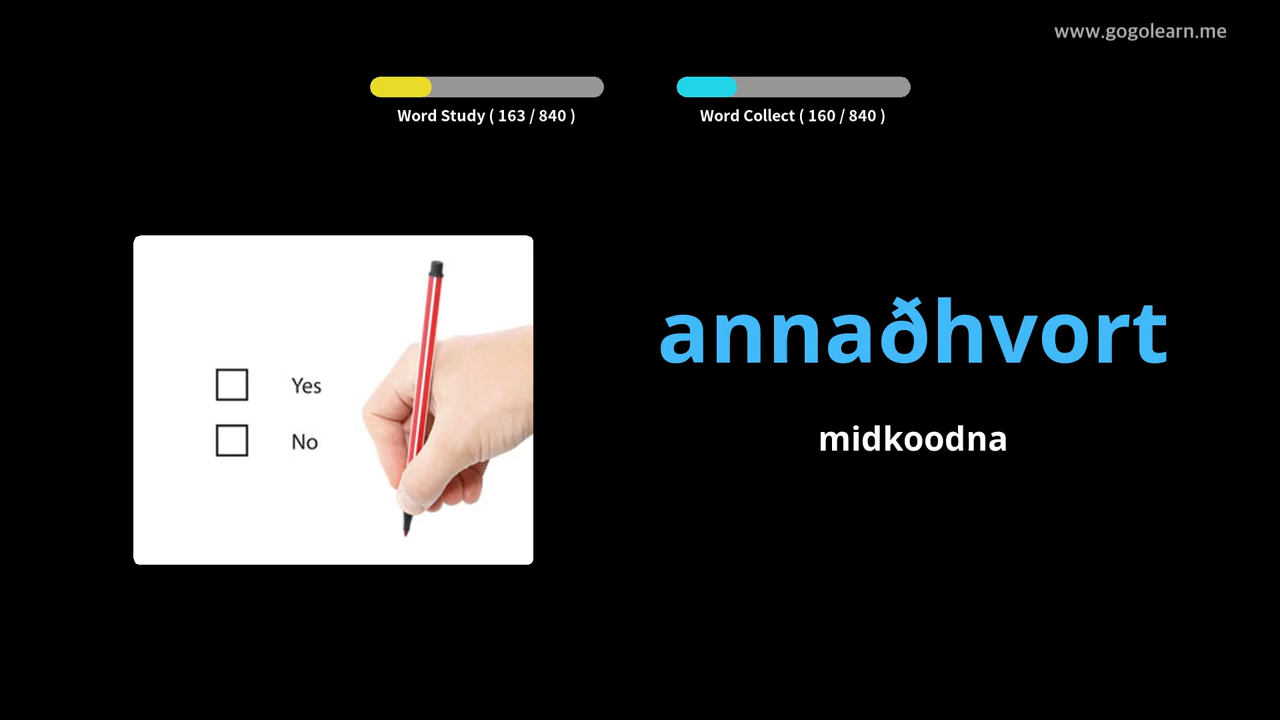 www.gogolearn.me
Word Study ( 163 / 840 )
Word Collect ( 160 / 840 )
Yes
No
annaðhvort
midkoodna